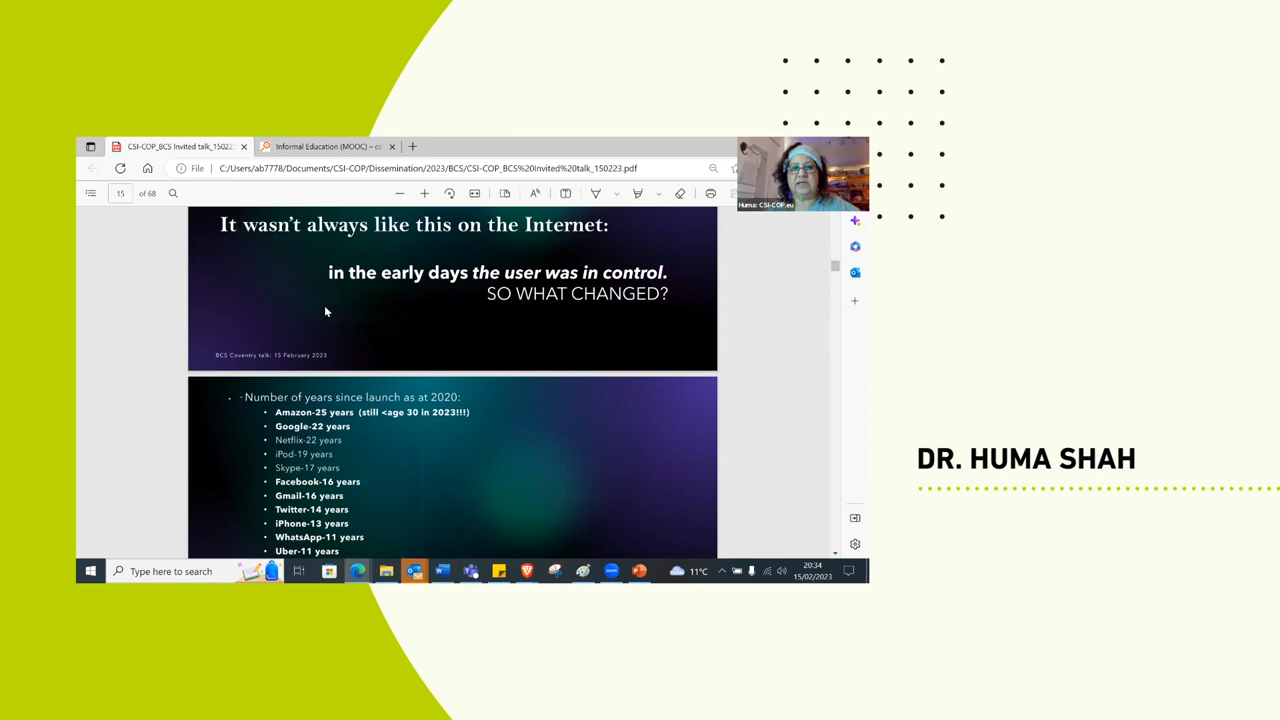 CSI-COP_BCS Invited talk_150223.
Informal Education (MOOC) – cs
File
C:/Users/ab7778/Documents/CSI-COP/Dissemination/2023/BCS/CSI-COP_BCS%20Invited%20talk_150223.pdf
Huma: CSI-COP.eu
15 of 68
It wasn't always like this on the Internet:
in the early days the user was in control.
SO WHAT CHANGED?
BCS Coventry talk: 15 February 2023
Number of years since launch as at 2020:
Amazon-25 years (still <age 30 in 2023!!!)
Google-22 years
Netflix-22 years
iPod-19 years
Skype-17 years
Facebook-16 years
Gmail-16 years
Twitter-14 years
iPhone-13 years
WhatsApp-11 years
Uber-11 years
DR. HUMA SHAH
Type here to search
11°C
20:34
15/02/2023